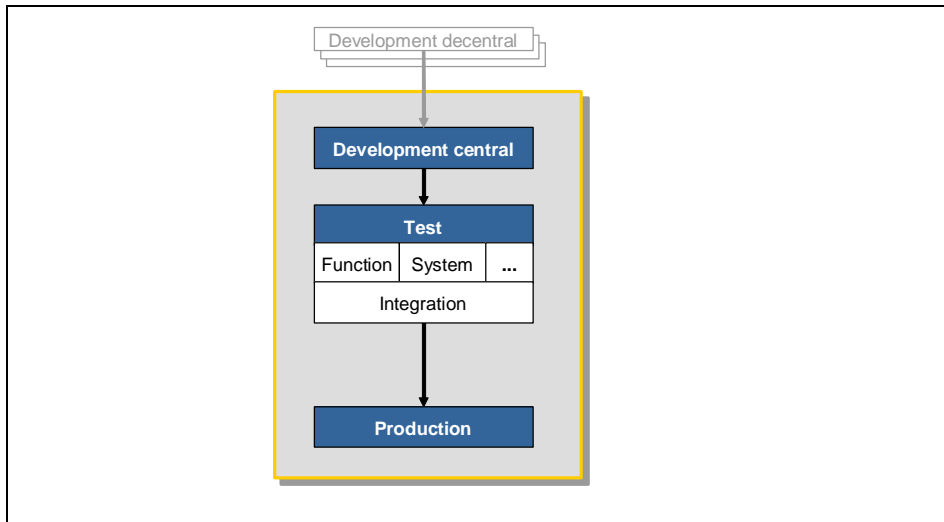 Development decentral
Development central
Test
Function System ...
Integration
Production